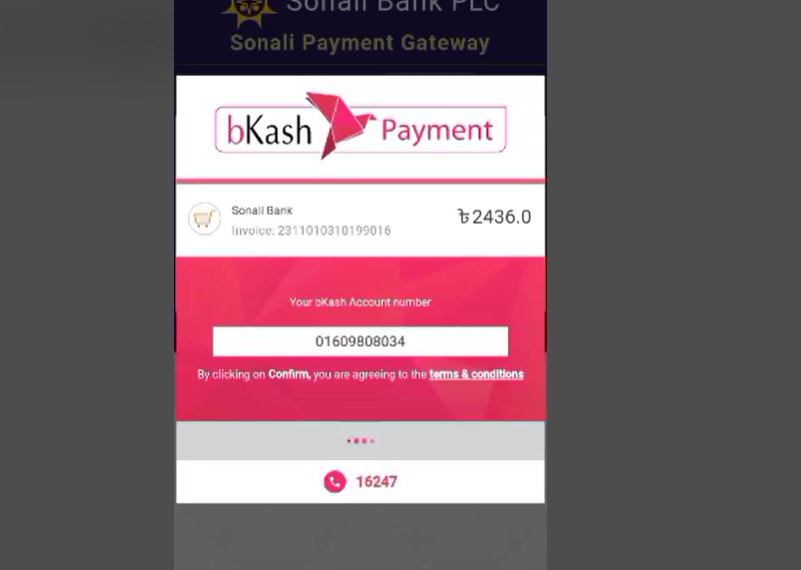 Sonali Bank PLC
Sonali Payment Gateway
bKash Payment
Sonali Bank
৳2436.0
Invoice: 2311010310199016
Your bKash Account number
01609808034
By clicking on Confirm, you are agreeing to the terms & conditions
16247